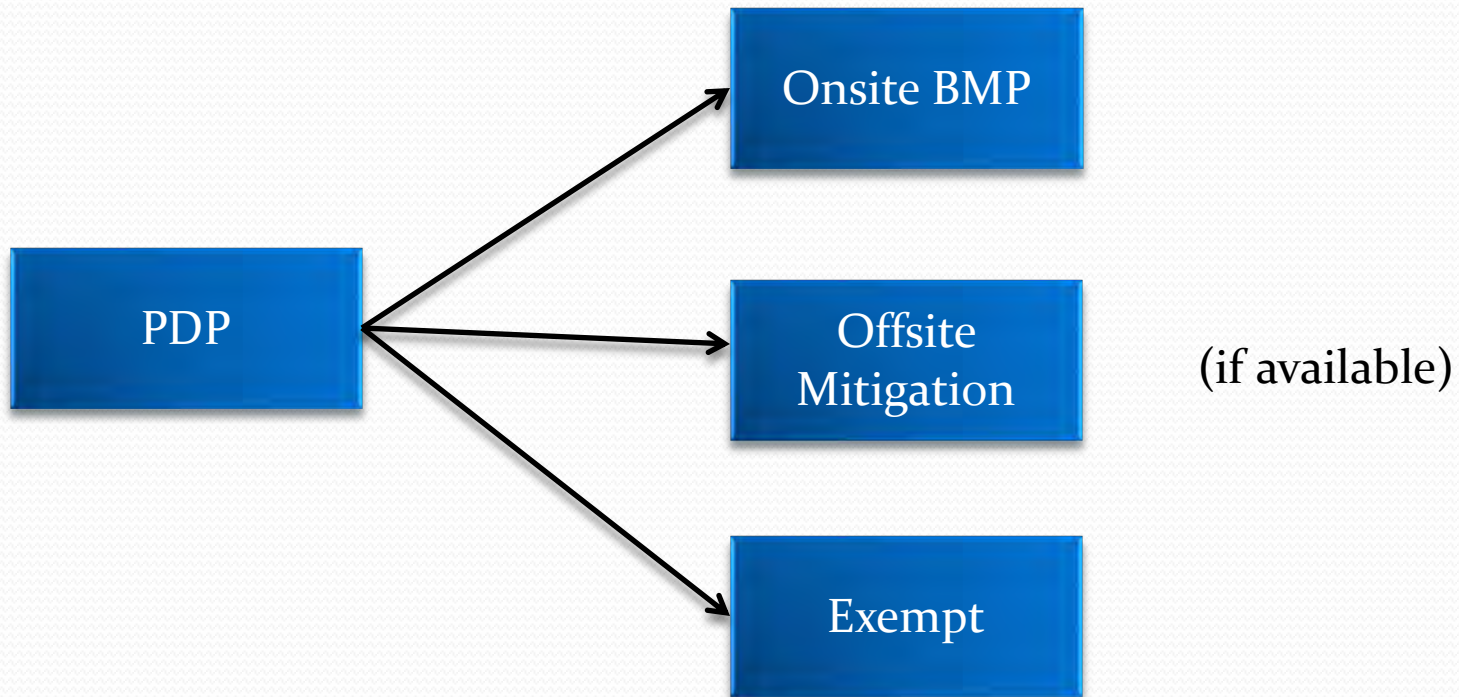 Onsite BMP
PDP
Offsite
Mitigation
(if available)
Exempt